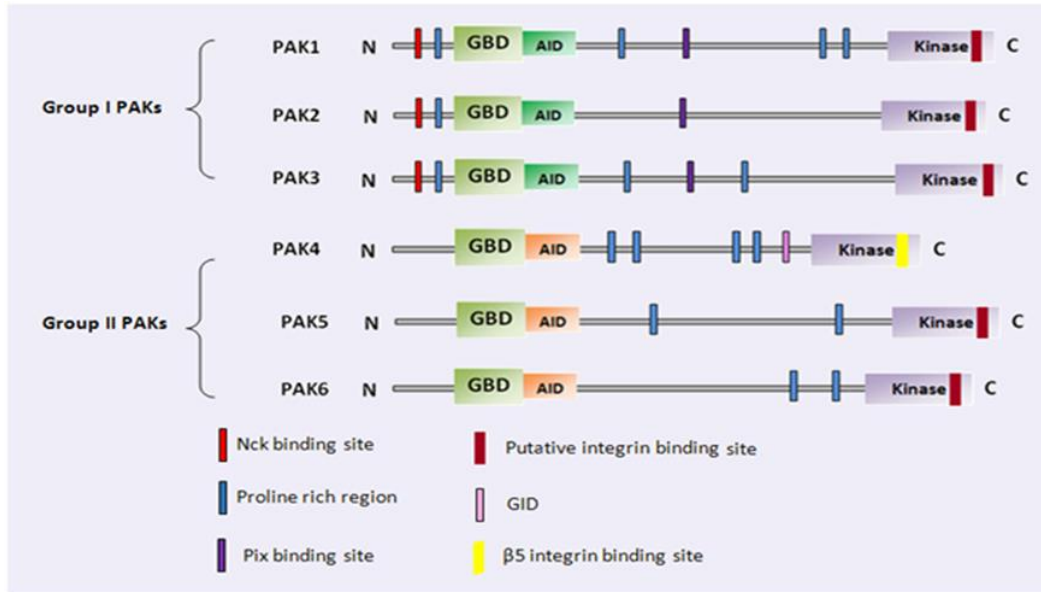 PAK1 N GBD AID Kinase C
Group I PAKs
PAK2 N GBD AID Kinase C
PAK3 N GBD AID Kinase C
PAK4 N GBD AID Kinase C
Group II PAKs
PAK5 N GBD AID Kinase C
PAK6 N GBD AID Kinase C
Nck binding site
Putative integrin binding site
Proline rich region
GID
Pix binding site
β5 integrin binding site